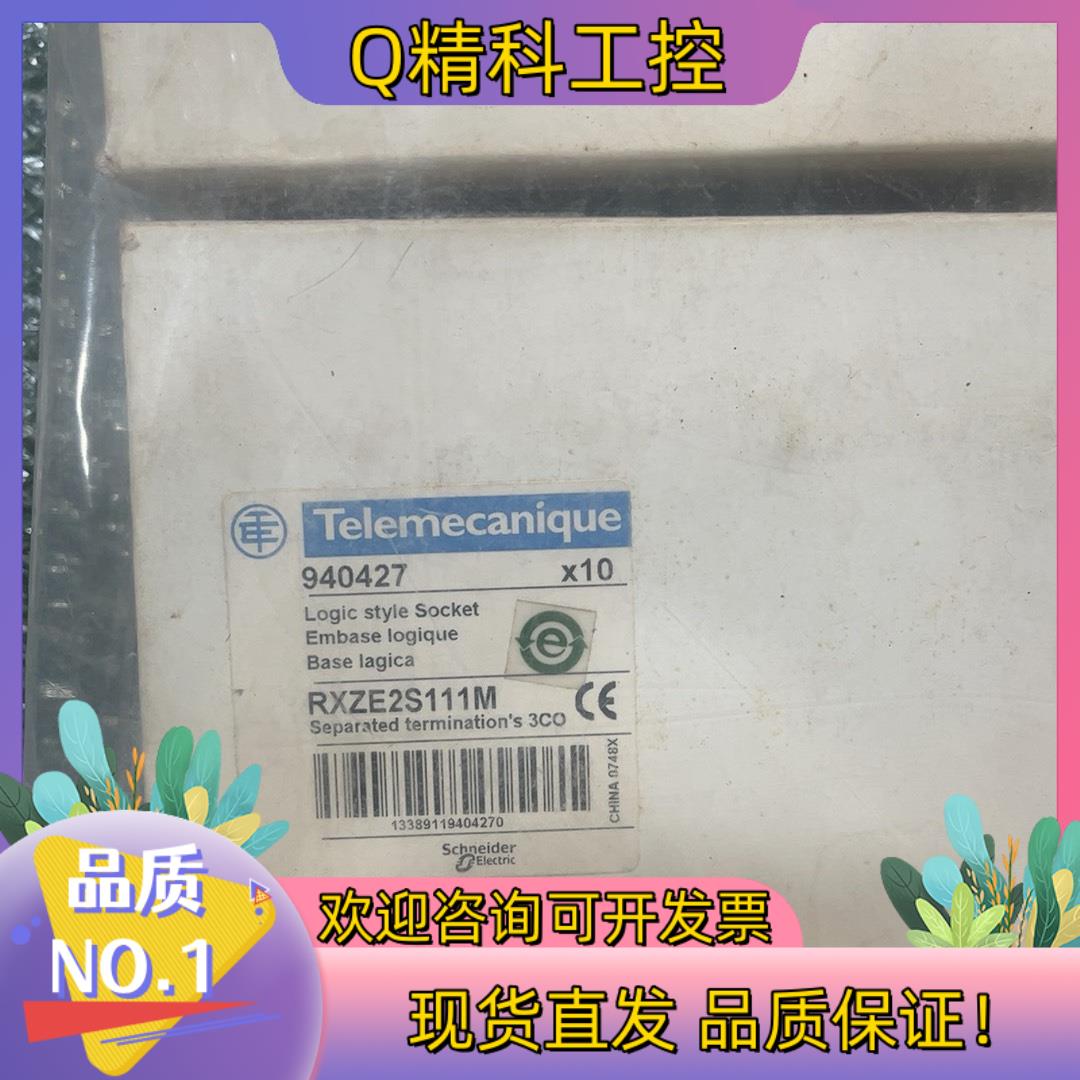 Q精科工控
Telemecanique
940427 x10
Logic style Socket
Embase logique
Base lagica
e
RXZE2S111M CE
Separated termination's 3CO
CHINA 0748X
13389119404270
Schneider
Electric
品质
NO.1
欢迎咨询可开发票
现货直发 品质保证!